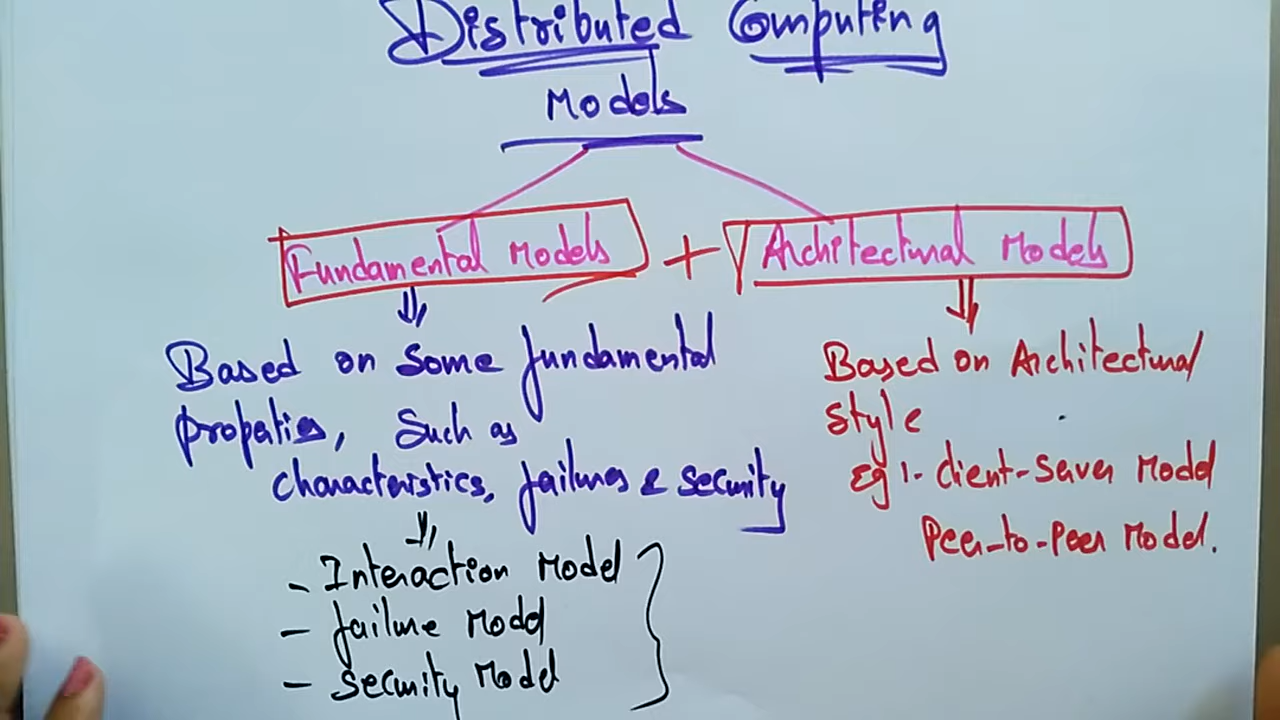 Distributed Computing
Models
Fundamental Models + Architectural Models
Based on Some fundamental
properties, Such as
characteristics, failures & security
- Interaction Model
- failure Model
- Security Model
Based on Architectural
style
Eg :- Client-Server Model
Peer-to-Peer Model.